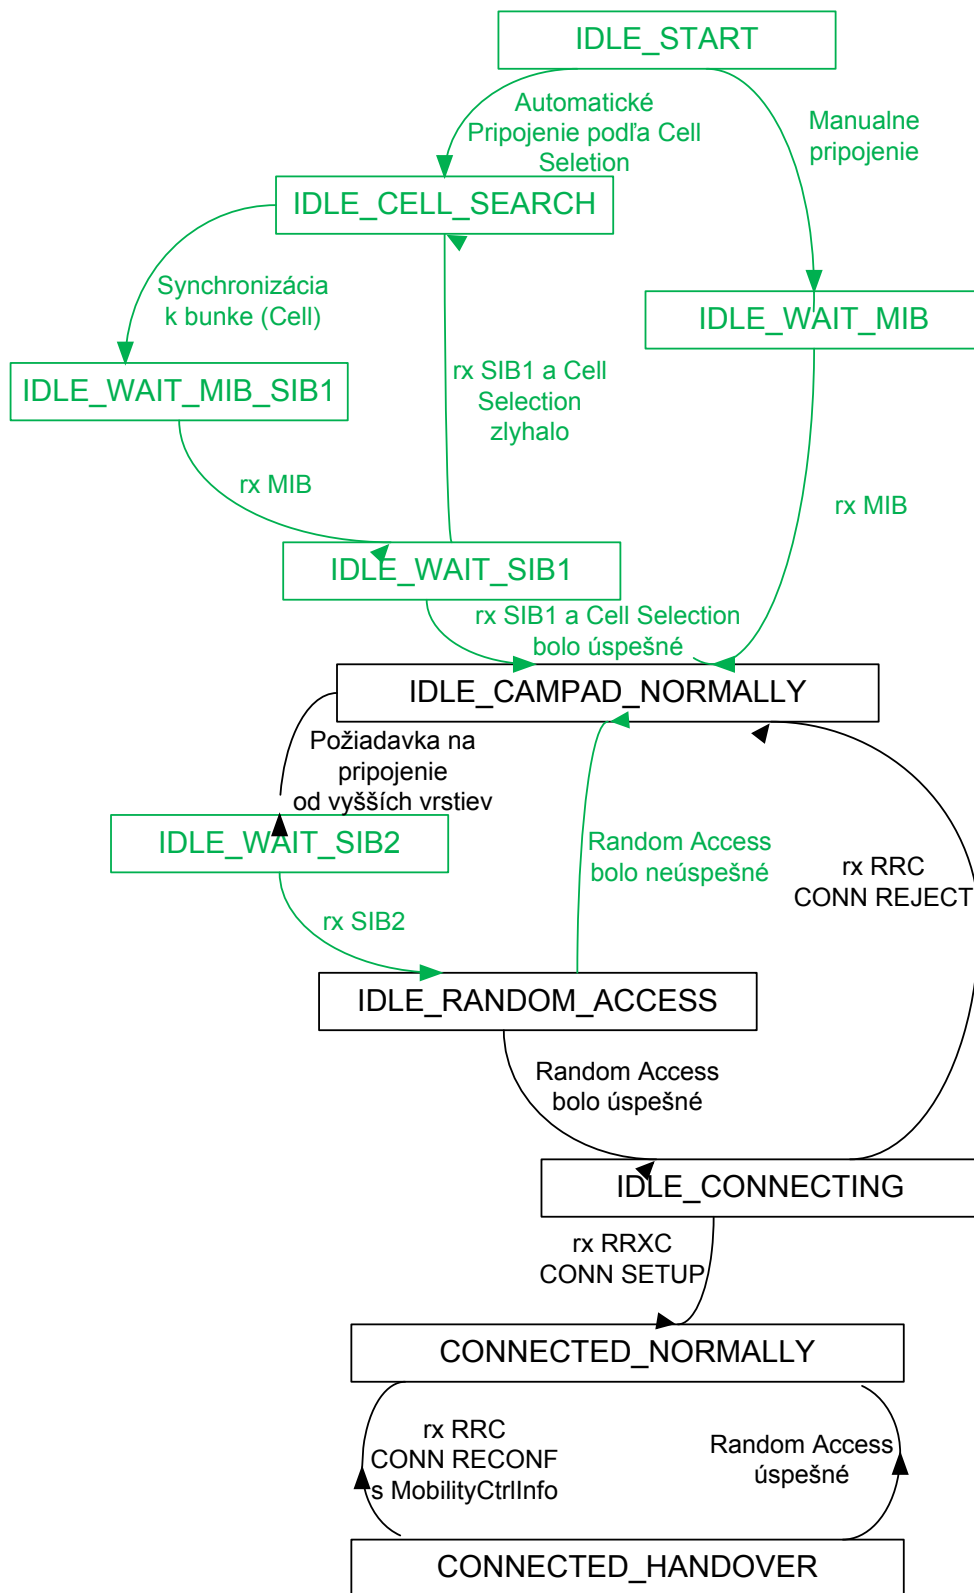 IDLE_START
Automatické
Pripojenie podľa Cell
Seletion
Manualne
pripojenie
IDLE_CELL_SEARCH
Synchronizácia
k bunke (Cell)
IDLE_WAIT_MIB
IDLE_WAIT_MIB_SIB1
rx SIB1 a Cell
Selection
zlyhalo
rx MIB
rx MIB
IDLE_WAIT_SIB1
rx SIB1 a Cell Selection
bolo úspešné
IDLE_CAMPAD_NORMALLY
Požiadavka na
pripojenie
od vyšších vrstiev
IDLE_WAIT_SIB2
Random Access
bolo neúspešné
rx RRC
CONN REJECT
rx SIB2
IDLE_RANDOM_ACCESS
Random Access
bolo úspešné
IDLE_CONNECTING
rx RRXC
CONN SETUP
CONNECTED_NORMALLY
rx RRC
CONN RECONF
s MobilityCtrlInfo
Random Access
úspešné
CONNECTED_HANDOVER